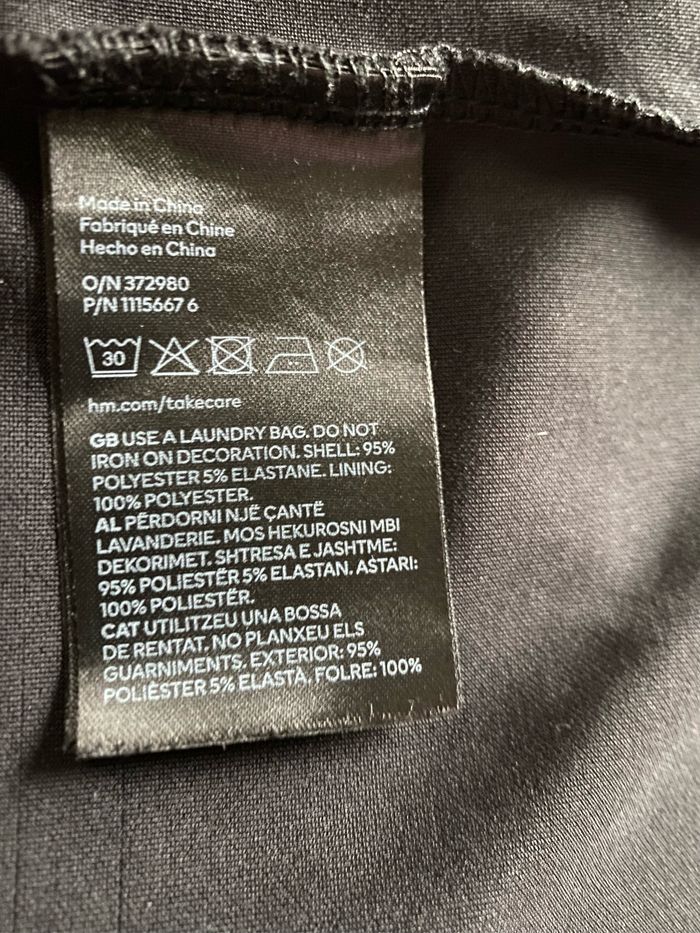 Made in China
Fabriqué en Chine
Hecho en China
O/N 372980
P/N 1115667 6
30
hm.com/takecare
GB USE A LAUNDRY BAG. DO NOT
IRON ON DECORATION. SHELL: 95%
POLYESTER 5% ELASTANE. LINING:
100% POLYESTER.
AL PËRDORNI NJË ÇANTË
LAVANDERIE. MOS HEKUROSNI MBI
DEKORIMET. SHTRESA E JASHTME:
95% POLIESTËR 5% ELASTAN. ASTARI:
100% POLIESTËR.
CAT UTILITZEU UNA BOSSA
DE RENTAT. NO PLANXEU ELS
GUARNIMENTS. EXTERIOR: 95%
POLIÈSTER 5% ELASTÀ. FOLRE: 100%